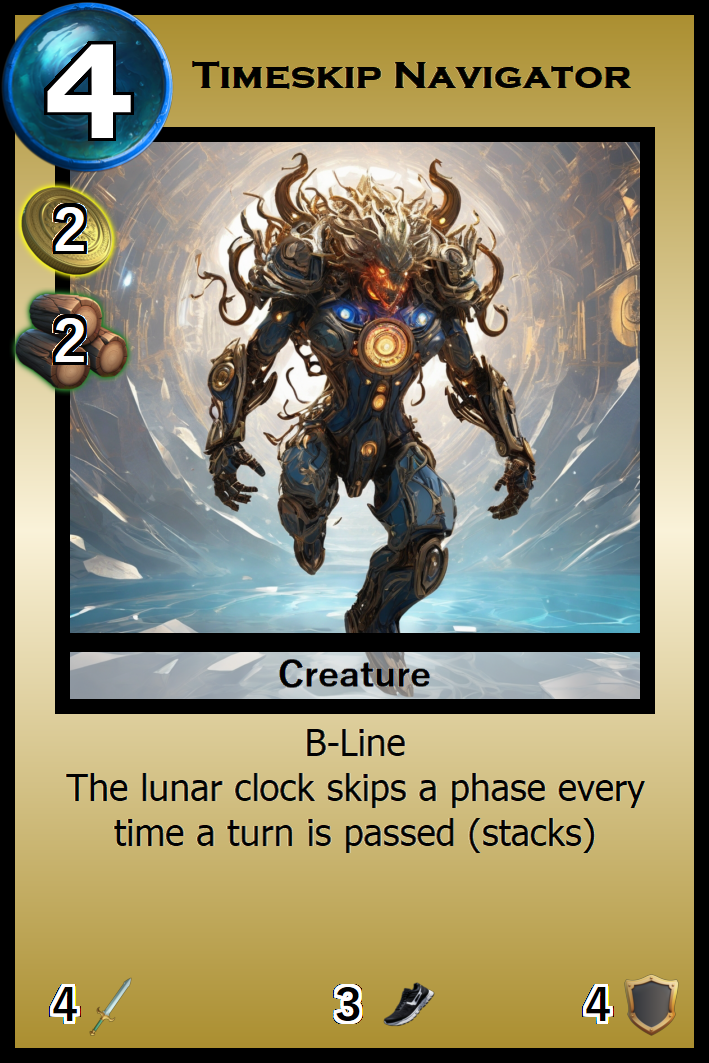 4
Timeskip Navigator
2
2
Creature
B-Line
The lunar clock skips a phase every
time a turn is passed (stacks)
4 3 4